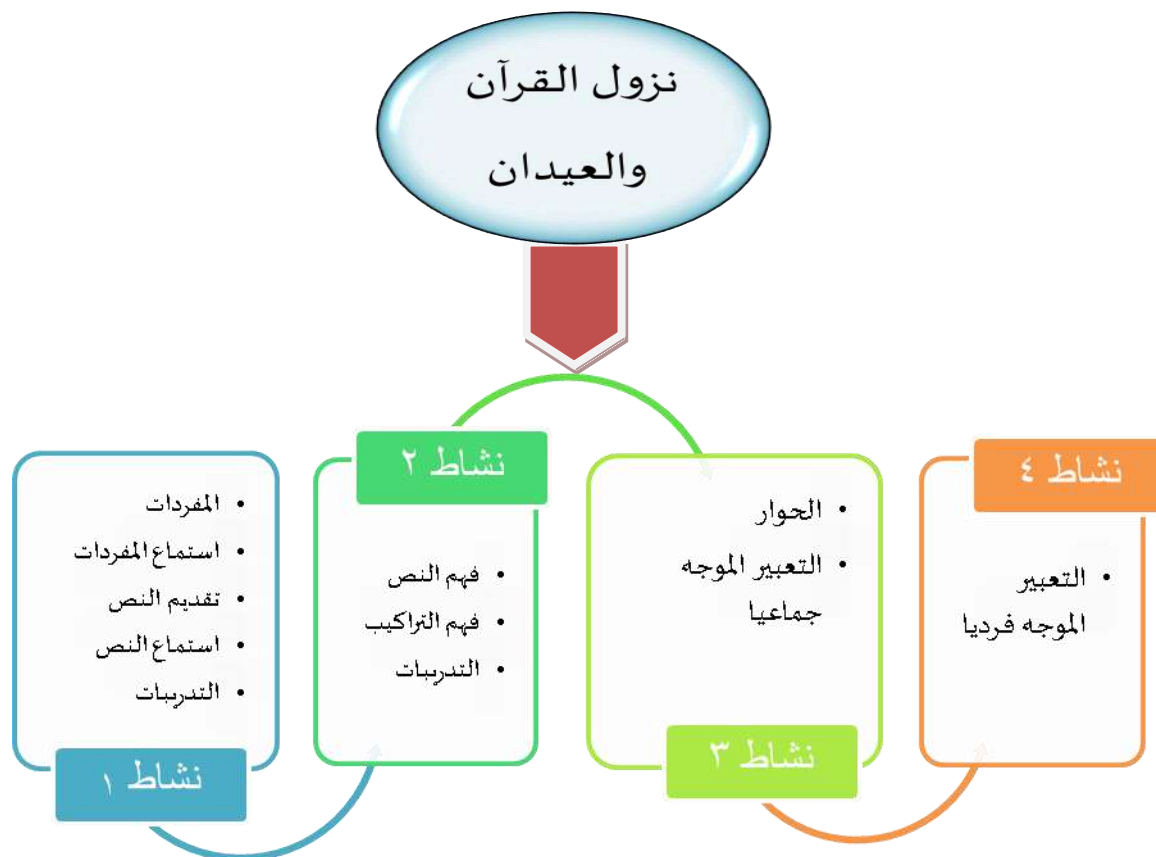 نزول القرآن
والعيدان
نشاط ١
• المفردات
• استماع المفردات
• تقديم النص
• استماع النص
• التدريبات
نشاط ٢
• فهم النص
• فهم التراكيب
• التدريبات
نشاط ٣
• الحوار
• التعبير الموجه
جماعيا
نشاط ٤
• التعبير
الموجه فرديا